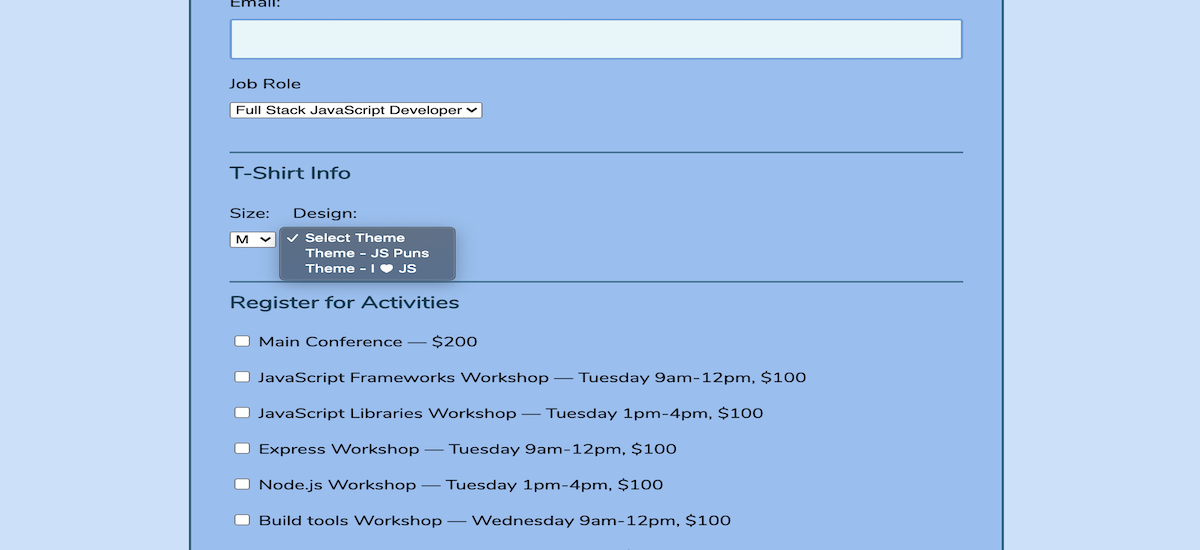 Email:
Job Role
Full Stack JavaScript Developer
T-Shirt Info
Size: Design:
M
✓ Select Theme
Theme - JS Puns
Theme - I ♥ JS
Register for Activities
Main Conference — $200
JavaScript Frameworks Workshop — Tuesday 9am-12pm, $100
JavaScript Libraries Workshop — Tuesday 1pm-4pm, $100
Express Workshop — Tuesday 9am-12pm, $100
Node.js Workshop — Tuesday 1pm-4pm, $100
Build tools Workshop — Wednesday 9am-12pm, $100